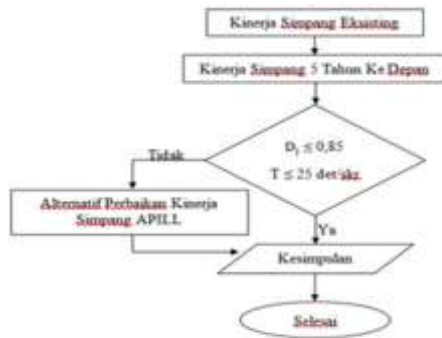 Kinerja Simpang Eksisting
Kinerja Simpang 5 Tahun Ke Depan
Dj ≤ 0,85
T ≤ 25 det/skr
Tidak
Alternatif Perbaikan Kinerja
Simpang APILL
Ya
Kesimpulan
Selesai